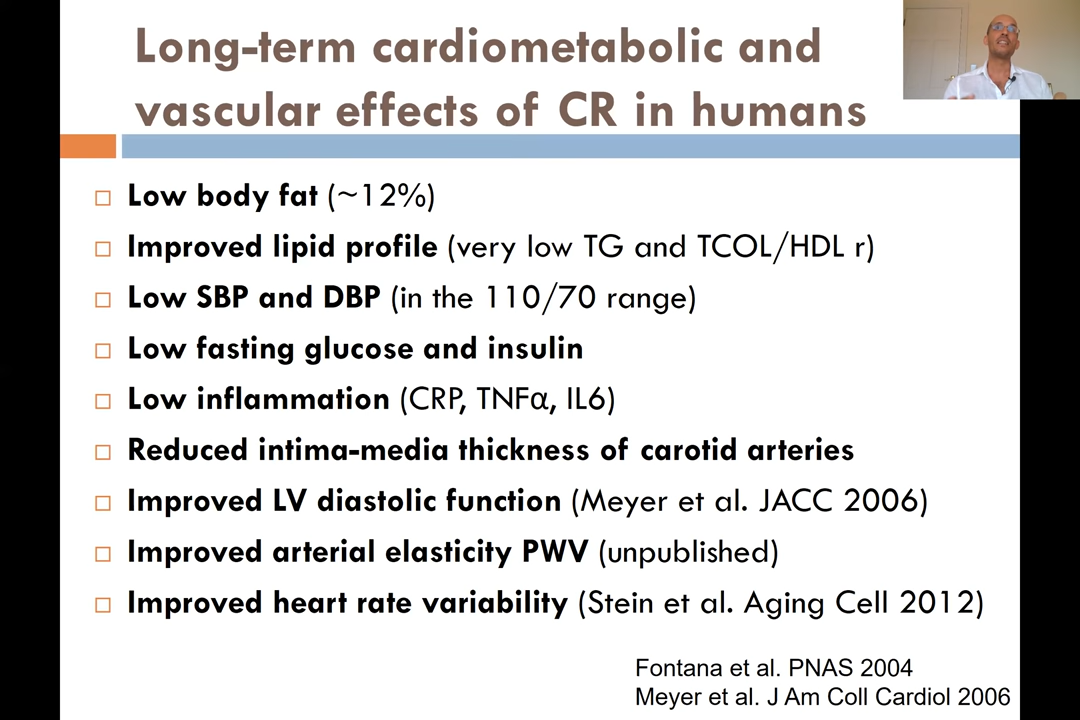 Long-term cardiometabolic and
vascular effects of CR in humans
Low body fat (~12%)
Improved lipid profile (very low TG and TCOL/HDL r)
Low SBP and DBP (in the 110/70 range)
Low fasting glucose and insulin
Low inflammation (CRP, TNFα, IL6)
Reduced intima-media thickness of carotid arteries
Improved LV diastolic function (Meyer et al. JACC 2006)
Improved arterial elasticity PWV (unpublished)
Improved heart rate variability (Stein et al. Aging Cell 2012)
Fontana et al. PNAS 2004
Meyer et al. J Am Coll Cardiol 2006